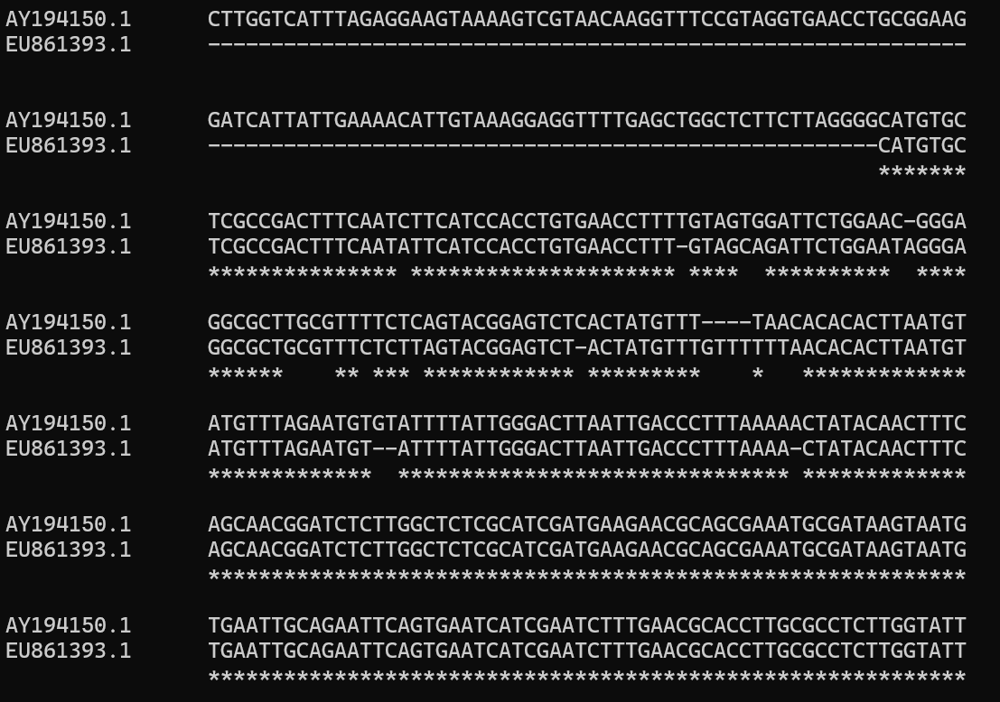 AY194150.1      CTTGGTCATTTAGAGGAAGTAAAAGTCGTAACAAGGTTTCCGTAGGTGAACCTGCGGAAG
EU861393.1      ------------------------------------------------------------
AY194150.1      GATCATTATTGAAAACATTGTAAAGGAGGTTTTGAGCTGGCTCTTCTTAGGGGCATGTGC
EU861393.1      -----------------------------------------------------CATGTGC
                                                                     *******
AY194150.1      TCGCCGACTTTCAATCTTCATCCACCTGTGAACCTTTTGTAGTGGATTCTGGAAC-GGGA
EU861393.1      TCGCCGACTTTCAATATTCATCCACCTGTGAACCTTT-GTAGCAGATTCTGGAATAGGGA
                *************** ********************* ****  **********  ****
AY194150.1      GGCGCTTGCGTTTTCTCAGTACGGAGTCTCACTATGTTT----TAACACACACTTAATGT
EU861393.1      GGCGCTGCGTTTCTCTTAGTACGGAGTCT-ACTATGTTTGTTTTTTAACACACTTAATGT
                ******    ** *** ************ *********    *   *************
AY194150.1      ATGTTTAGAATGTGTATTTTATTGGGACTTAATTGACCCTTTAAAAACTATACAACTTTC
EU861393.1      ATGTTTAGAATGT--ATTTTATTGGGACTTAATTGACCCTTTAAAA-CTATACAACTTTC
                *************  ******************************* *************
AY194150.1      AGCAACGGATCTCTTGGCTCTCGCATCGATGAAGAACGCAGCGAAATGCGATAAGTAATG
EU861393.1      AGCAACGGATCTCTTGGCTCTCGCATCGATGAAGAACGCAGCGAAATGCGATAAGTAATG
                ************************************************************
AY194150.1      TGAATTGCAGAATTCAGTGAATCATCGAATCTTTGAACGCACCTTGCGCCTCTTGGTATT
EU861393.1      TGAATTGCAGAATTCAGTGAATCATCGAATCTTTGAACGCACCTTGCGCCTCTTGGTATT
                ************************************************************